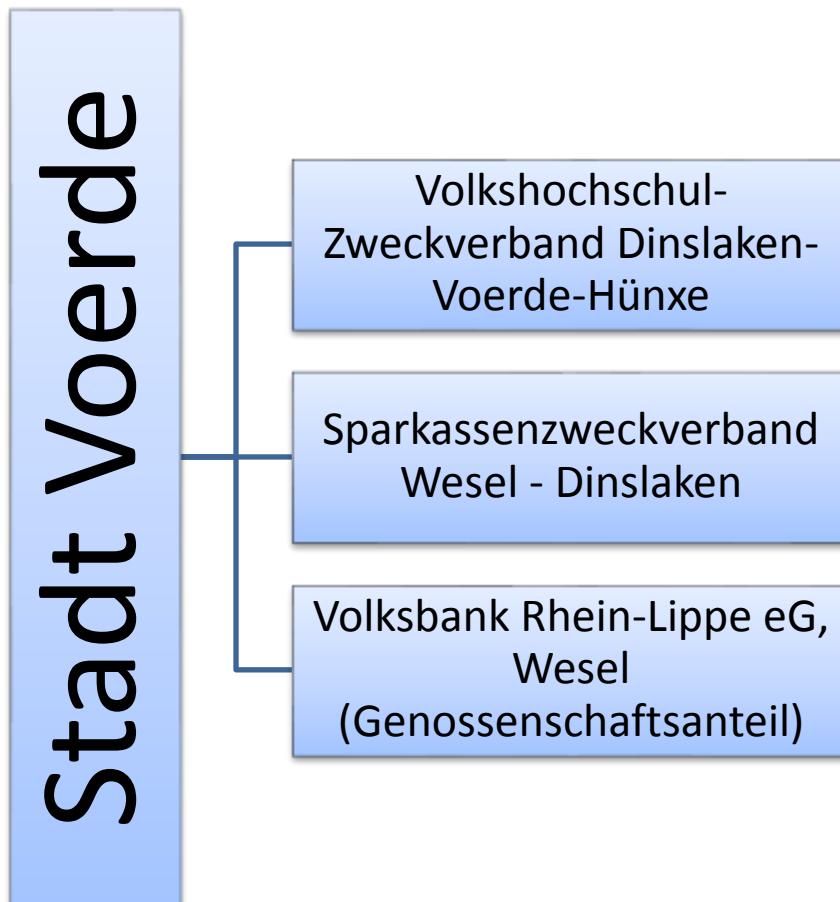 Stadt Voerde
Volkshochschul-
Zweckverband Dinslaken-
Voerde-Hünxe
Sparkassenzweckverband
Wesel - Dinslaken
Volksbank Rhein-Lippe eG,
Wesel
(Genossenschaftsanteil)